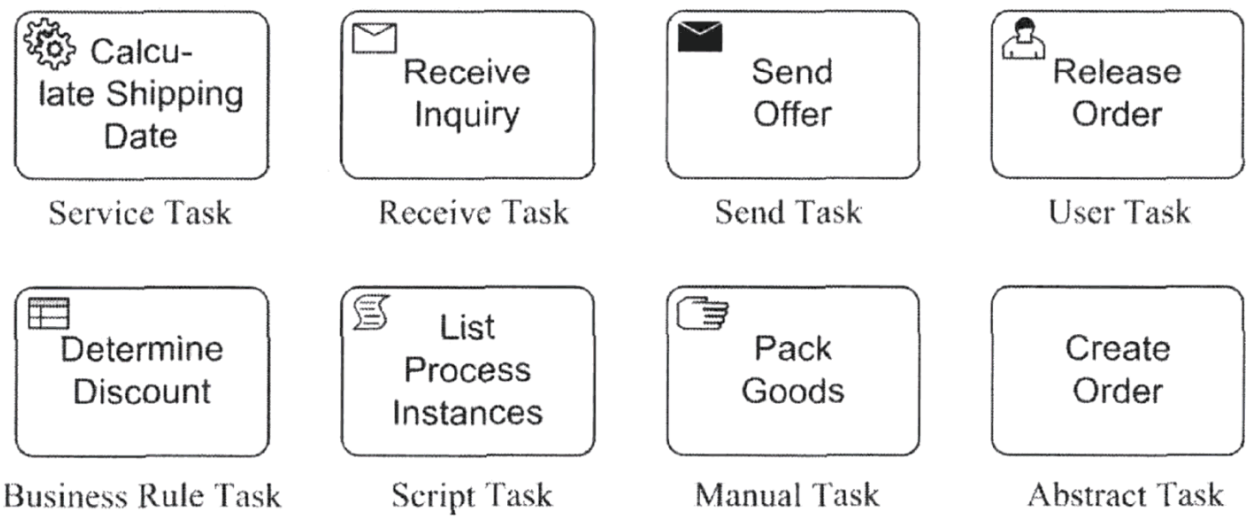 Calcu-
late Shipping
Date
Service Task
Receive
Inquiry
Receive Task
Send
Offer
Send Task
Release
Order
User Task
Determine
Discount
Business Rule Task
List
Process
Instances
Script Task
Pack
Goods
Manual Task
Create
Order
Abstract Task